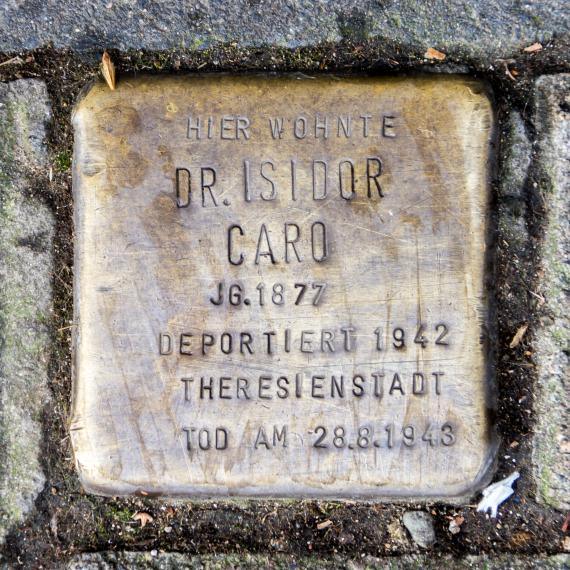 HIER WOHNTE
DR. ISIDOR
CARO
JG. 1877
DEPORTIERT 1942
THERESIENSTADT
TOD AM 28.8.1943